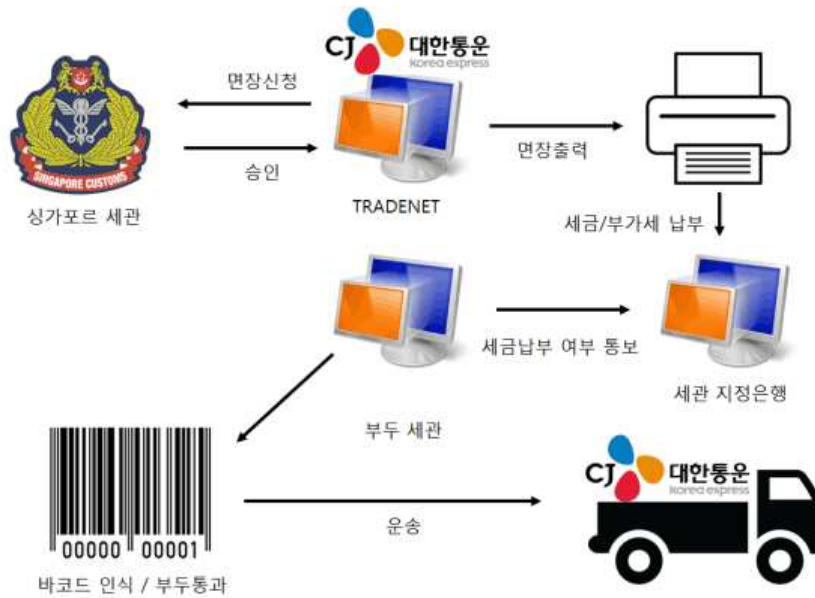 CJ 대한통운
korea express
면장신청
승인
면장출력
SINGAPORE CUSTOMS
싱가포르 세관
TRADENET
세금/부가세 납부
세금납부 여부 통보
세관 지정은행
부두 세관
CJ 대한통운
korea express
운송
00000 00001
바코드 인식 / 부두통과